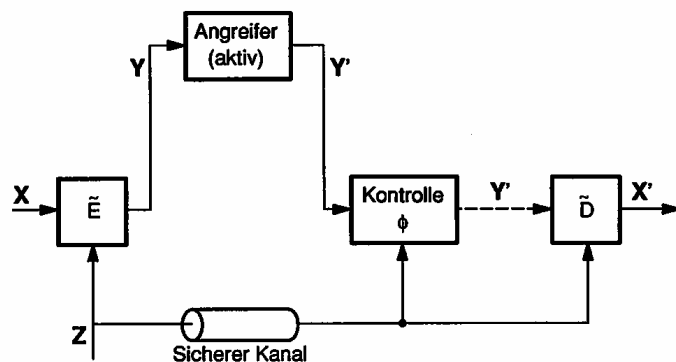 Angreifer
(aktiv)
Y
Y'
X
Ẽ
Kontrolle
ϕ
Y'
D̃
X'
Z
Sicherer Kanal